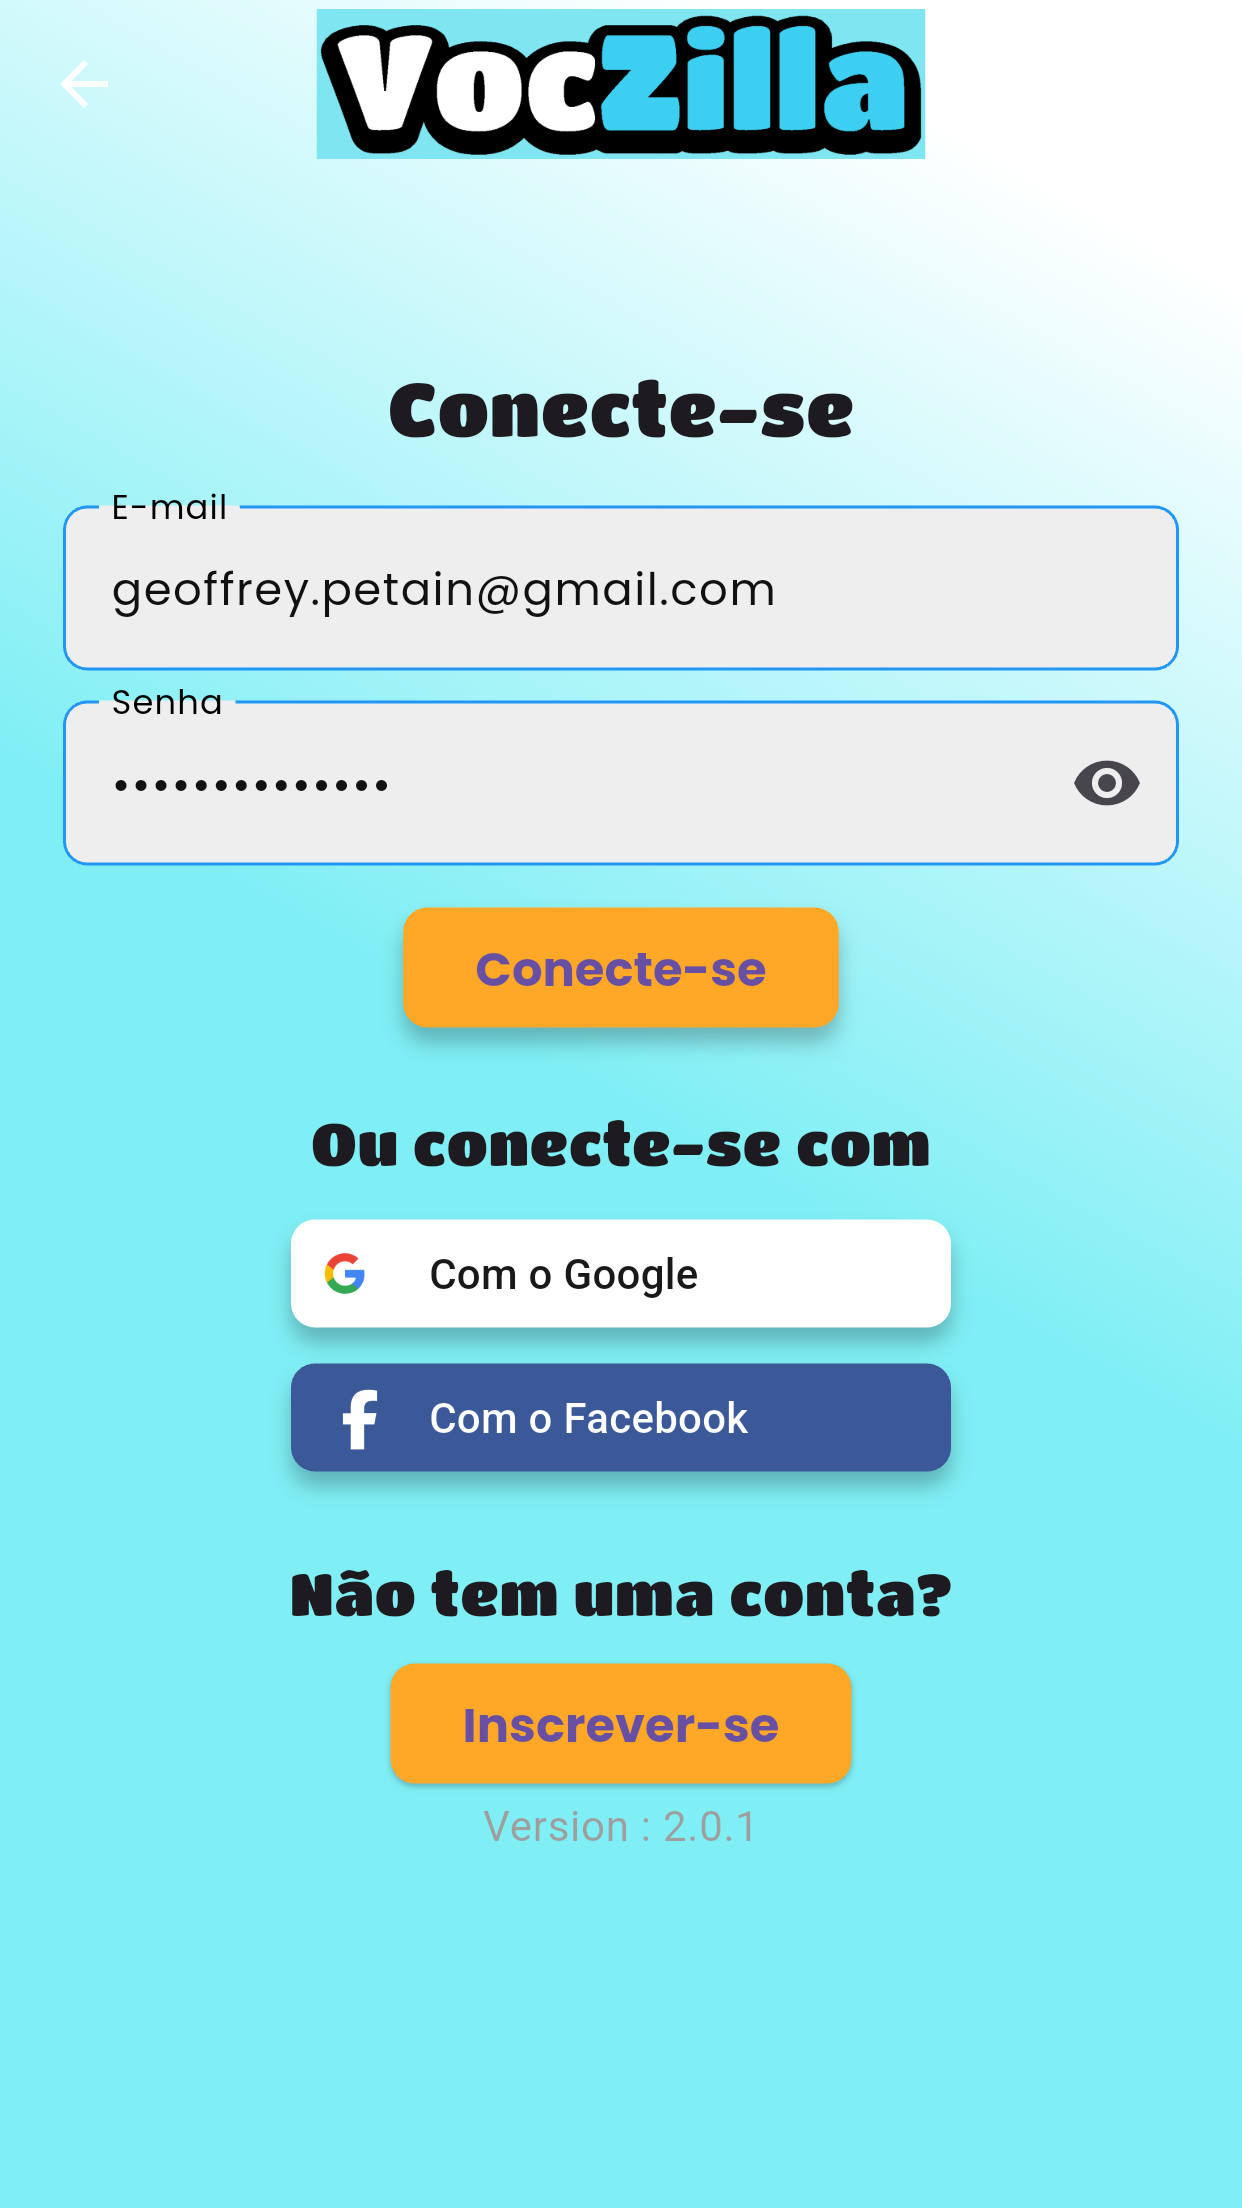 VocZilla
Conecte-se
E-mail
geoffrey.petain@gmail.com
Senha
••••••••••••••
Conecte-se
Ou conecte-se com
Com o Google
Com o Facebook
Não tem uma conta?
Inscrever-se
Version : 2.0.1